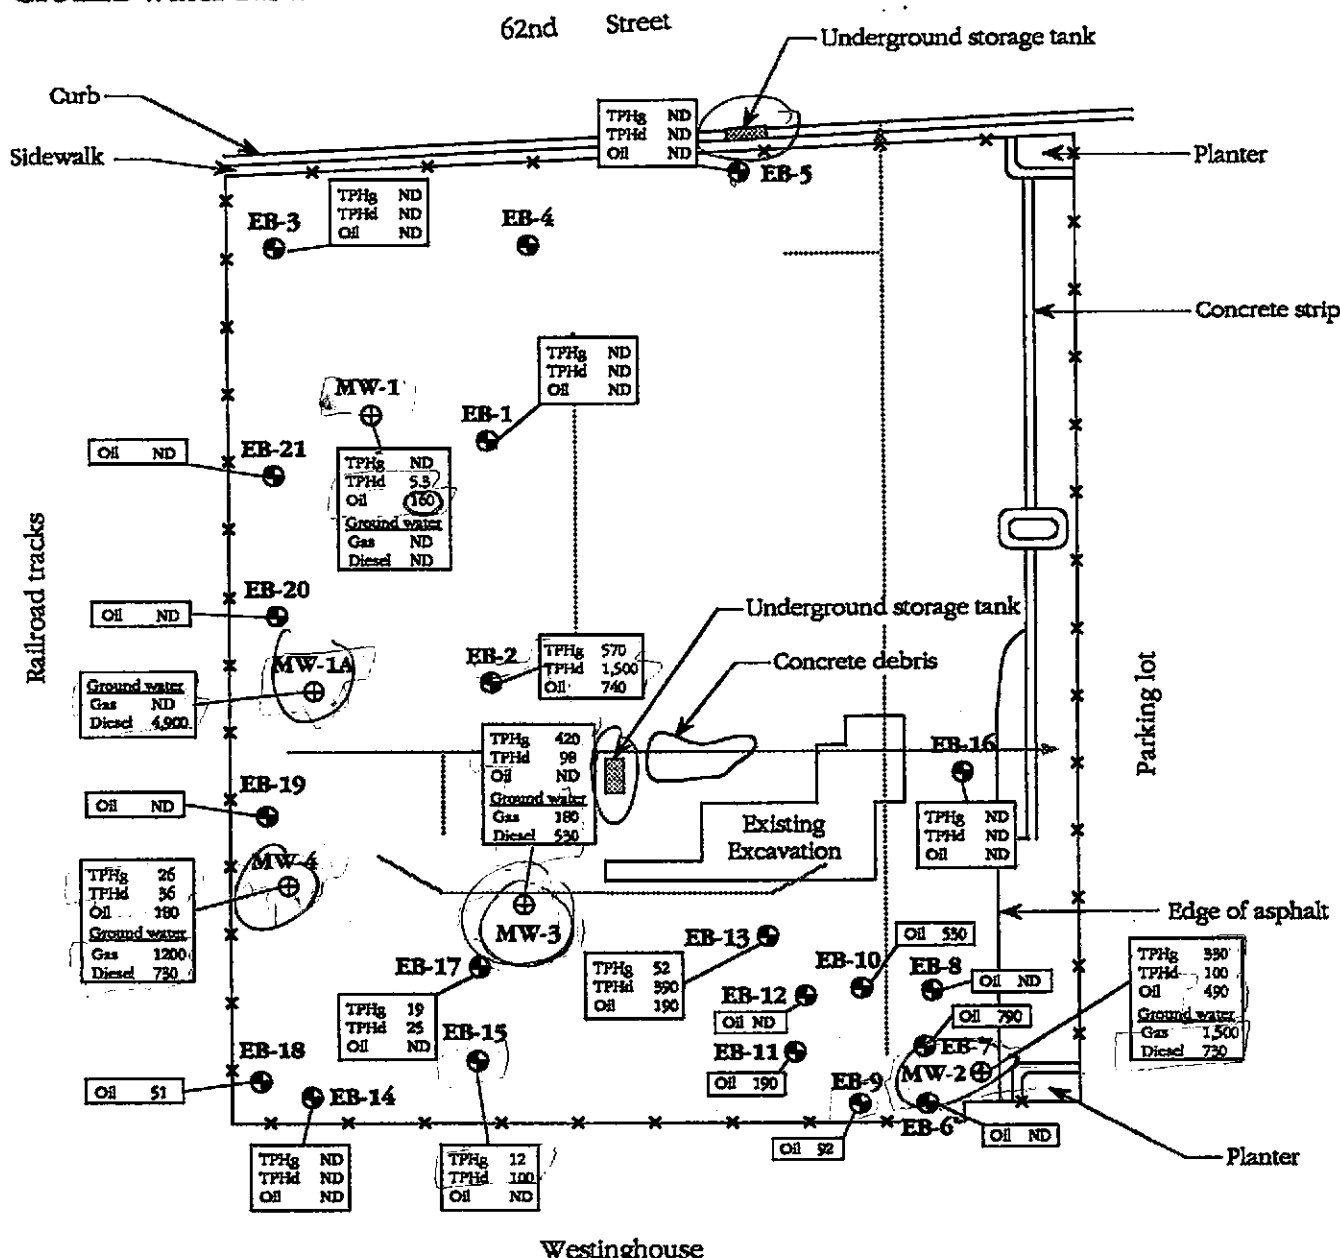 62nd Street
Underground storage tank
Curb
TPHg ND
TPHd ND
Oil ND
Sidewalk
Planter
EB-5
TPHg ND
TPHd ND
Oil ND
EB-3
EB-4
Concrete strip
TPHg ND
TPHd ND
Oil ND
MW-1
EB-1
Oil ND
EB-21
TPHg ND
TPHd 5.3
Oil 160
Ground water
Gas ND
Diesel ND
Railroad tracks
EB-20
Oil ND
Underground storage tank
MW-1A
EB-2
TPHg 570
TPHd 1,500
Oil 740
Concrete debris
Parking lot
Ground water
Gas ND
Diesel 4,900
TPHg 420
TPHd 98
Oil ND
Ground water
Gas 180
Diesel 530
EB-16
EB-19
Oil ND
TPHg ND
TPHd ND
Oil ND
Existing
Excavation
MW-4
TPHg 26
TPHd 36
Oil 180
Ground water
Gas 1200
Diesel 730
MW-3
Edge of asphalt
EB-13
Oil 530
EB-17
TPHg 52
TPHd 390
Oil 190
EB-10
EB-8
TPHg 330
TPHd 100
Oil 490
Ground water
Gas 1,500
Diesel 730
EB-12
Oil ND
Oil ND
TPHg 19
TPHd 25
Oil ND
EB-15
Oil 790
EB-11
EB-7
EB-18
MW-2
Oil 190
EB-9
Oil 51
EB-14
EB-6
Oil ND
Oil 92
TPHg ND
TPHd ND
Oil ND
TPHg 12
TPHd 100
Oil ND
Planter
Westinghouse